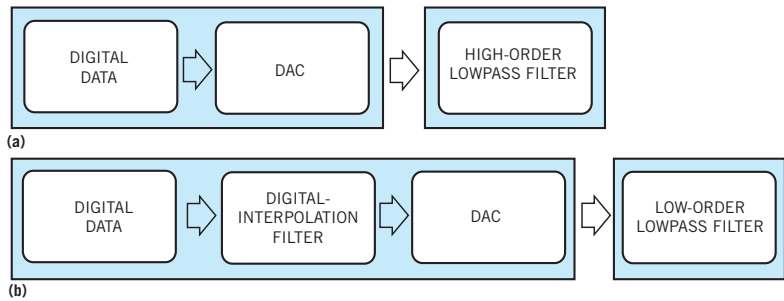 DIGITAL
DATA
DAC
HIGH-ORDER
LOWPASS FILTER
(a)
DIGITAL
DATA
DIGITAL-
INTERPOLATION
FILTER
DAC
LOW-ORDER
LOWPASS FILTER
(b)